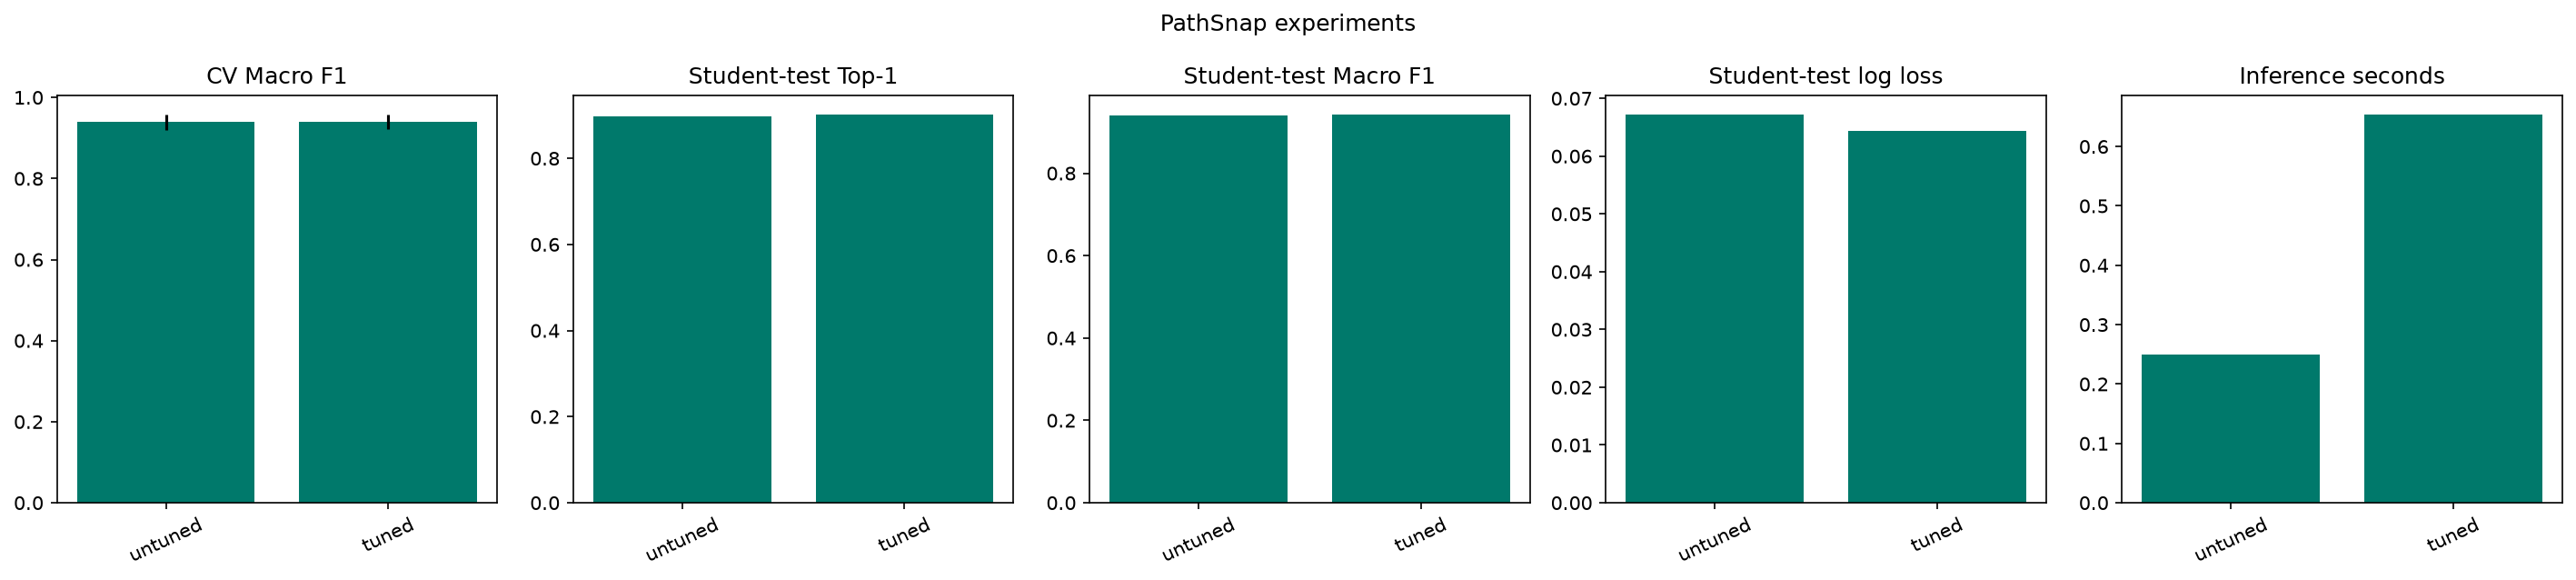 PathSnap experiments
CV Macro F1
1.0
0.8
0.6
0.4
0.2
0.0
untuned
tuned
Student-test Top-1
0.8
0.6
0.4
0.2
0.0
untuned
tuned
Student-test Macro F1
0.8
0.6
0.4
0.2
0.0
untuned
tuned
Student-test log loss
0.07
0.06
0.05
0.04
0.03
0.02
0.01
0.00
untuned
tuned
Inference seconds
0.6
0.5
0.4
0.3
0.2
0.1
0.0
untuned
tuned